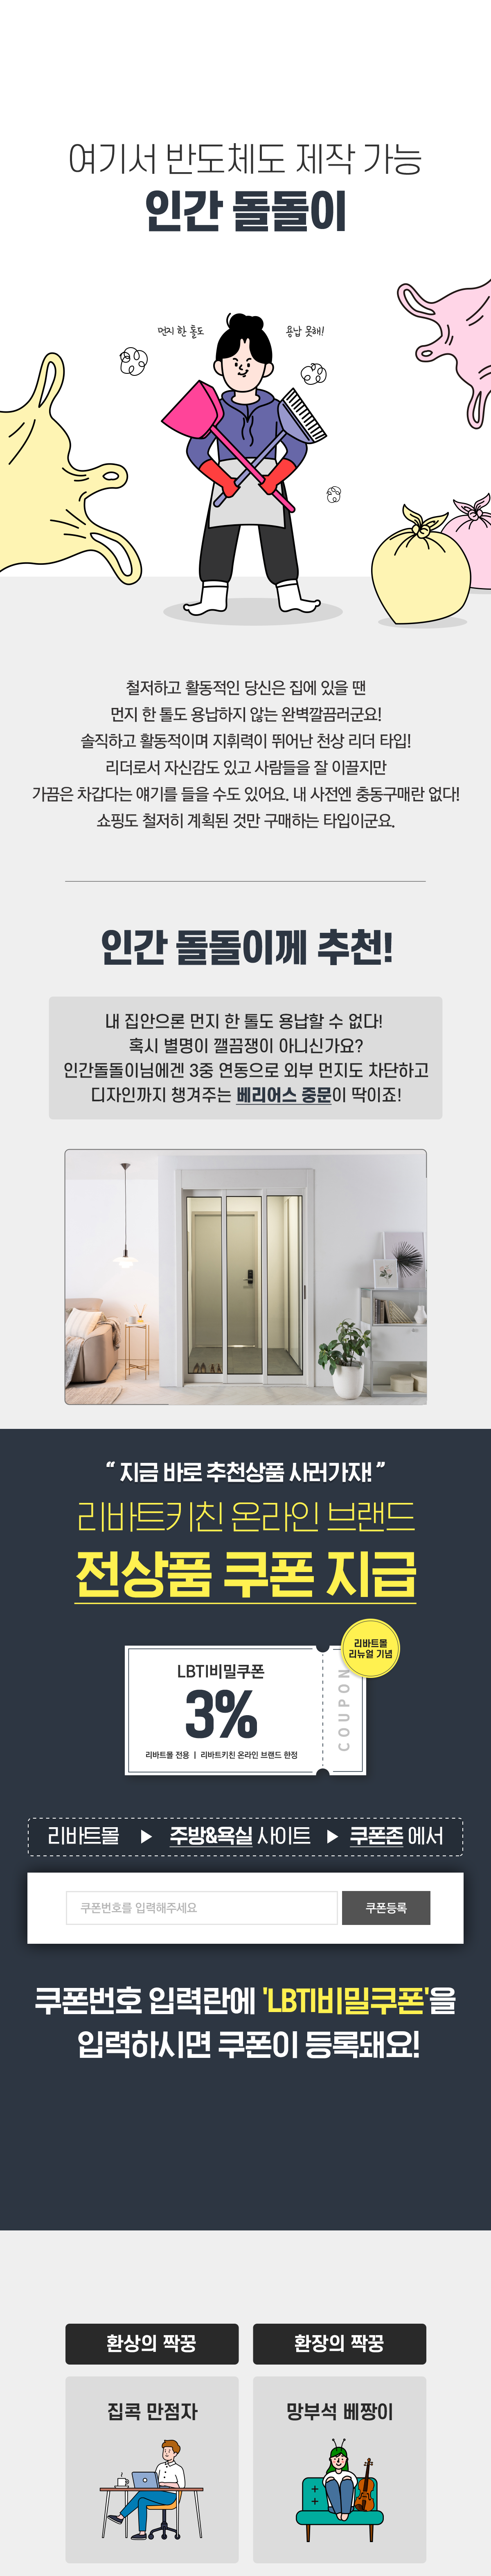 여기서 반도체도 제작 가능
인간 돌돌이
먼지 한 톨도
용납 못해!
철저하고 활동적인 당신은 집에 있을 땐
먼지 한 톨도 용납하지 않는 완벽깔끔러군요!
솔직하고 활동적이며 지휘력이 뛰어난 천상 리더 타입!
리더로서 자신감도 있고 사람들을 잘 이끌지만
가끔은 차갑다는 얘기를 들을 수도 있어요. 내 사전엔 충동구매란 없다!
쇼핑도 철저히 계획된 것만 구매하는 타입이군요.
인간 돌돌이께 추천!
내 집안으론 먼지 한 톨도 용납할 수 없다!
혹시 별명이 깰끔쟁이 아니신가요?
인간돌돌이님에겐 3중 연동으로 외부 먼지도 차단하고
디자인까지 챙겨주는 베리어스 중문이 딱이죠!
“ 지금 바로 추천상품 사러가자! ”
리바트키친 온라인 브랜드
전상품 쿠폰 지급
리바트몰
리뉴얼 기념
LBTI비밀쿠폰
3%
리바트몰 전용 | 리바트키친 온라인 브랜드 한정
COUPON
리바트몰 ▶ 주방&욕실 사이트 ▶ 쿠폰존 에서
쿠폰번호를 입력해주세요
쿠폰등록
쿠폰번호 입력란에 'LBTI비밀쿠폰'을
입력하시면 쿠폰이 등록돼요!
환상의 짝꿍
환장의 짝꿍
집콕 만점자
망부석 베짱이